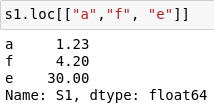 s1.loc[["a","f", "e"]]
a     1.23
f     4.20
e    30.00
Name: S1, dtype: float64